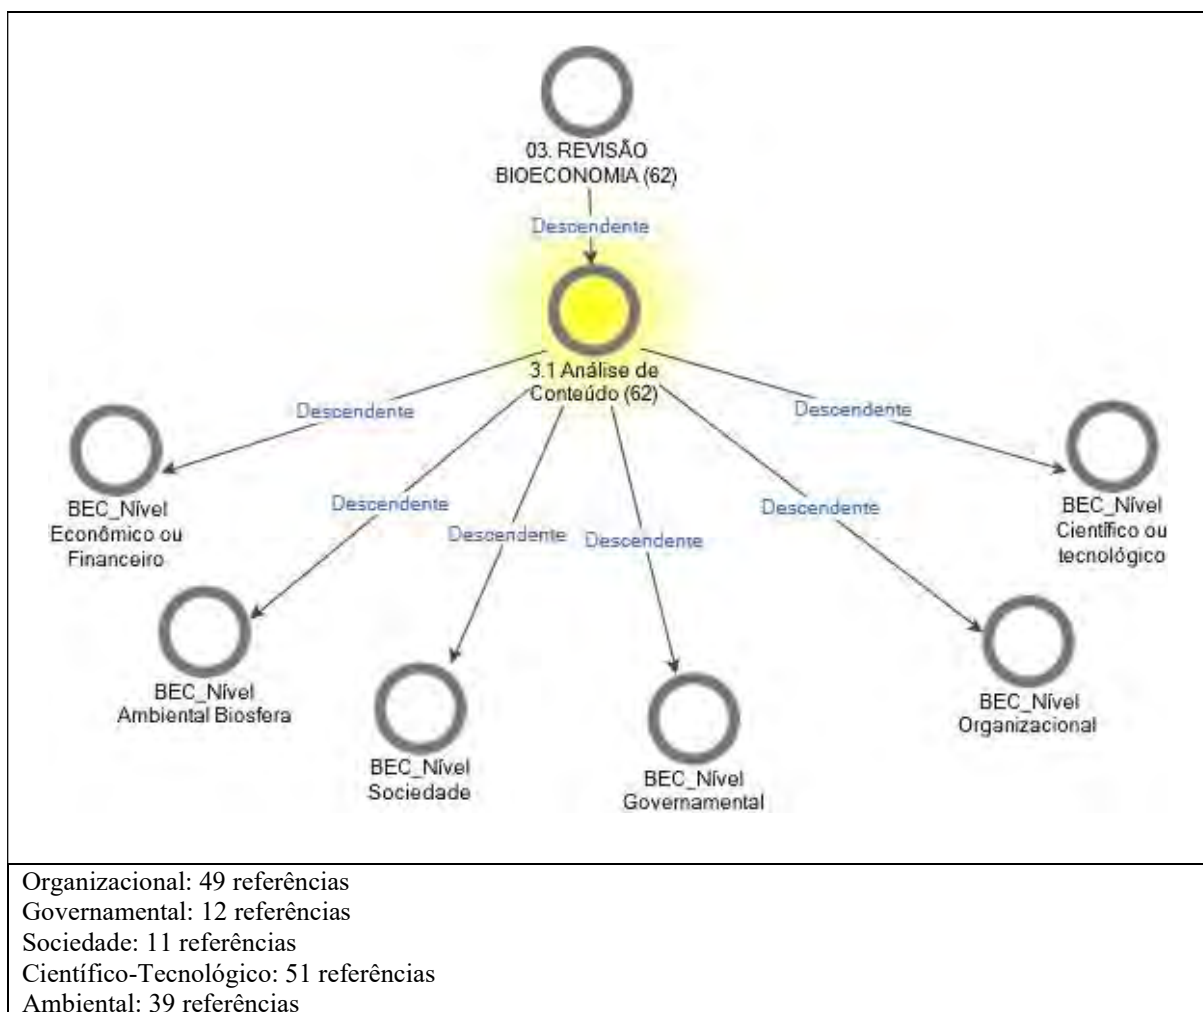 03. REVISÃO
BIOECONOMIA (62)
Descendente
3.1 Análise de
Conteúdo (62)
Descendente
Descendente
Descendente
Descendente
Descendente
Descendente
BEC_Nível
Econômico ou
Financeiro
BEC_Nível
Ambiental Biosfera
BEC_Nível
Sociedade
BEC_Nível
Governamental
BEC_Nível
Organizacional
BEC_Nível
Científico ou
tecnológico
Organizacional: 49 referências
Governamental: 12 referências
Sociedade: 11 referências
Científico-Tecnológico: 51 referências
Ambiental: 39 referências